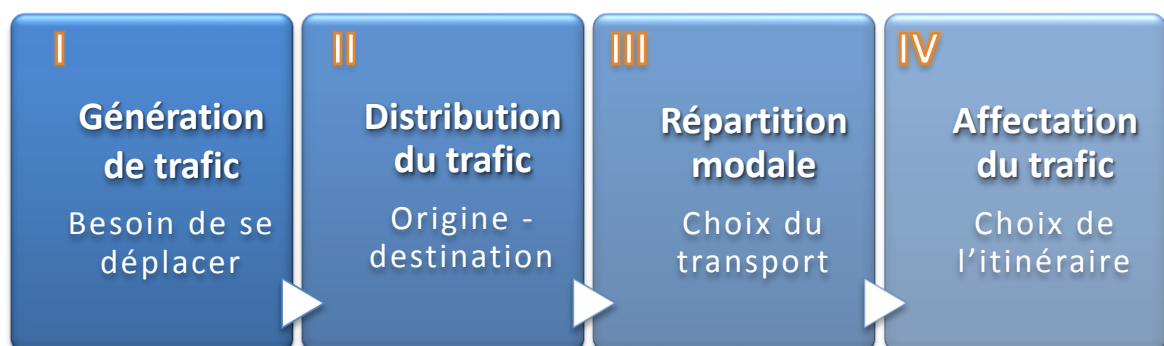 I
Génération
de trafic
Besoin de se
déplacer
II
Distribution
du trafic
Origine -
destination
III
Répartition
modale
Choix du
transport
IV
Affectation
du trafic
Choix de
l’itinéraire